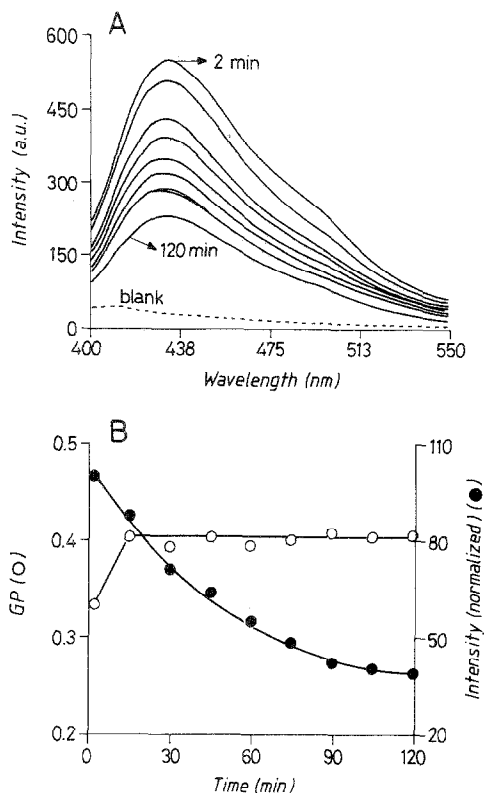 A
600
450
300
150
0
Intensity (a.u.)
2 min
120 min
blank
400
438
475
513
550
Wavelength (nm)
B
0.5
0.4
0.3
0.2
GP (○)
110
80
50
20
Intensity (normalized) (●)
0
30
60
90
120
Time (min)